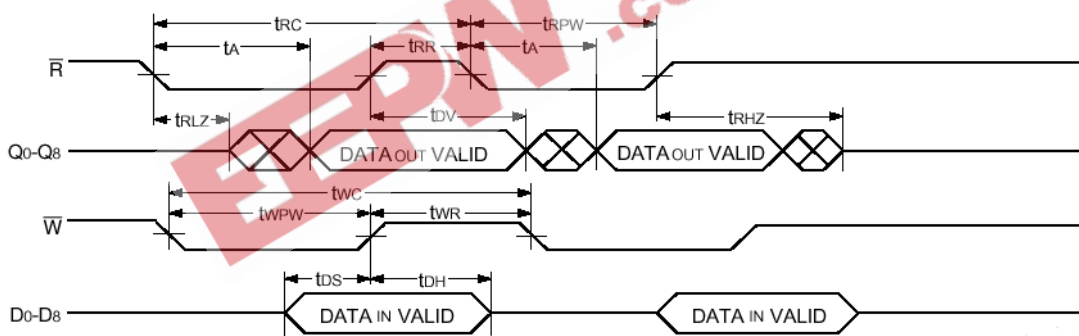 tRC
tRPW
tA
tRR
tA
R
tRLZ
tDV
tRHZ
Q0-Q8
DATA OUT VALID
DATA OUT VALID
tWC
tWPW
tWR
W
tDS
tDH
D0-D8
DATA IN VALID
DATA IN VALID
EEPW.co